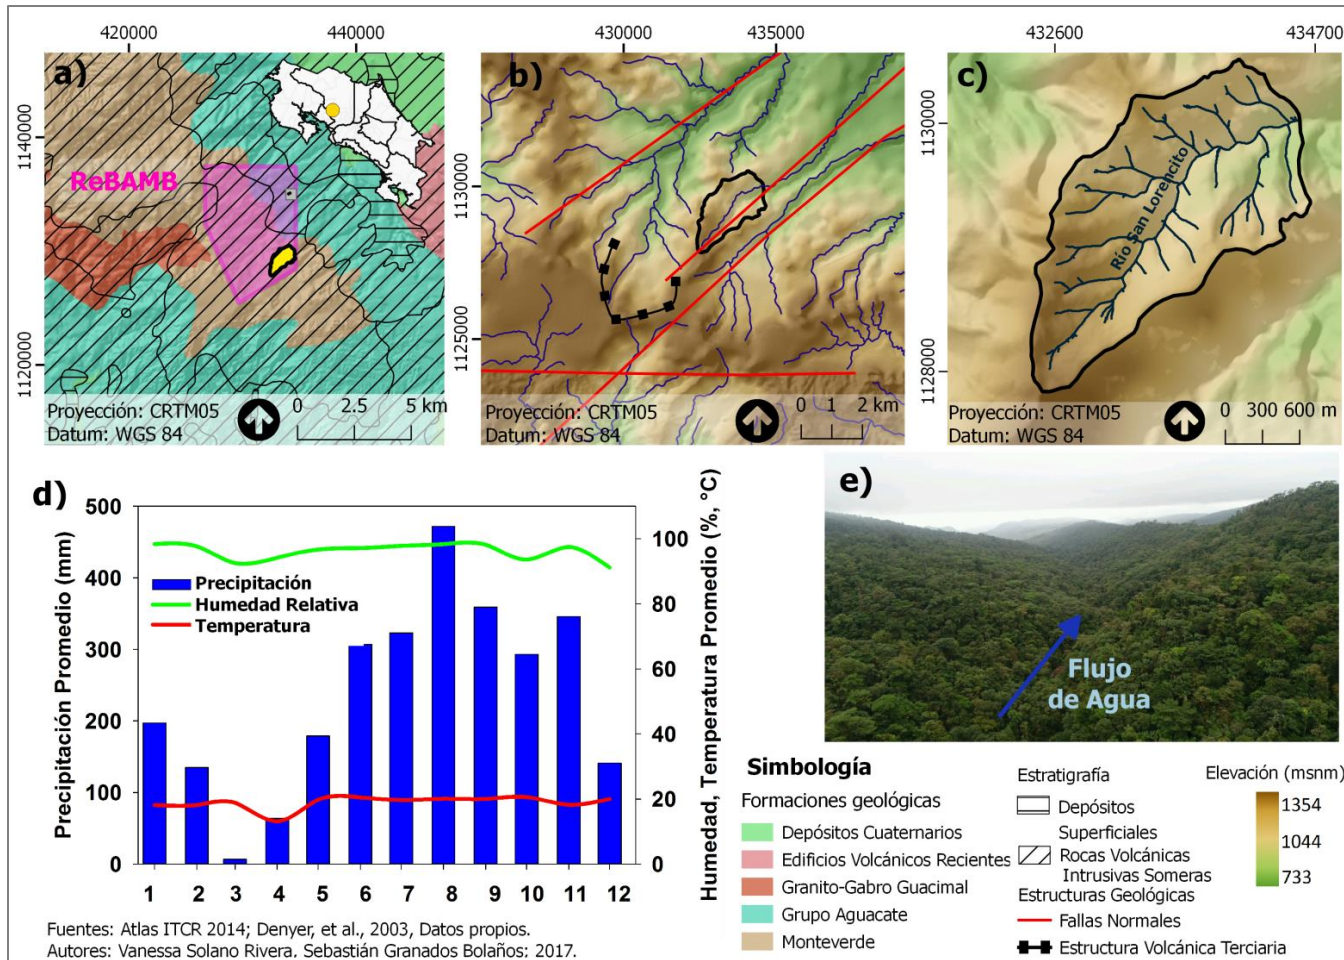 420000
440000
1140000
1120000
a)
ReBAMB
Proyección: CRTM05
Datum: WGS 84
0 2.5 5 km
430000
435000
1130000
1125000
b)
Proyección: CRTM05
Datum: WGS 84
0 1 2 km
432600
434700
1130000
1128000
c)
Río San Lorencito
Proyección: CRTM05
Datum: WGS 84
0 300 600 m
d)
Precipitación Promedio (mm)
500
400
300
200
100
0
Precipitación
Humedad Relativa
Temperatura
1 2 3 4 5 6 7 8 9 10 11 12
100
80
60
40
20
0
Humedad, Temperatura Promedio (%, °C)
e)
Flujo
de Agua
Simbología
Formaciones geológicas
Depósitos Cuaternarios
Edificios Volcánicos Recientes
Granito-Gabro Guacimal
Grupo Aguacate
Monteverde
Estratigrafía
Depósitos
Superficiales
Rocas Volcánicas
Intrusivas Someras
Estructuras Geológicas
Fallas Normales
Estructura Volcánica Terciaria
Elevación (msnm)
1354
1044
733
Fuentes: Atlas ITCR 2014; Denyer, et al., 2003, Datos propios.
Autores: Vanessa Solano Rivera, Sebastián Granados Bolaños; 2017.